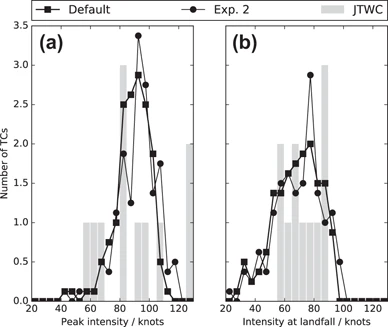 Default Exp. 2 JTWC
(a) (b)
3.5
3.0
2.5
2.0
1.5
1.0
0.5
0.0
Number of TCs
20 40 60 80 100 120
Peak intensity / knots
20 40 60 80 100 120
Intensity at landfall / knots